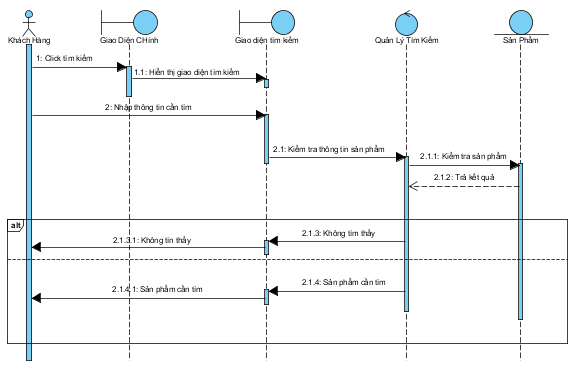 Khách Hàng
Giao Diện CHính
Giao diện tìm kiếm
Quản Lý Tìm Kiếm
Sản Phẩm
1: Click tìm kiếm
1.1: Hiển thị giao diện tìm kiếm
2: Nhập thông tin cần tìm
2.1: Kiểm tra thông tin sản phẩm
2.1.1: Kiểm tra sản phẩm
2.1.2: Trả kết quả
alt
2.1.3: Không tìm thấy
2.1.3.1: Không tìn thấy
2.1.4: Sản phẩm cần tìm
2.1.4.1: Sản phẩm cần tìm